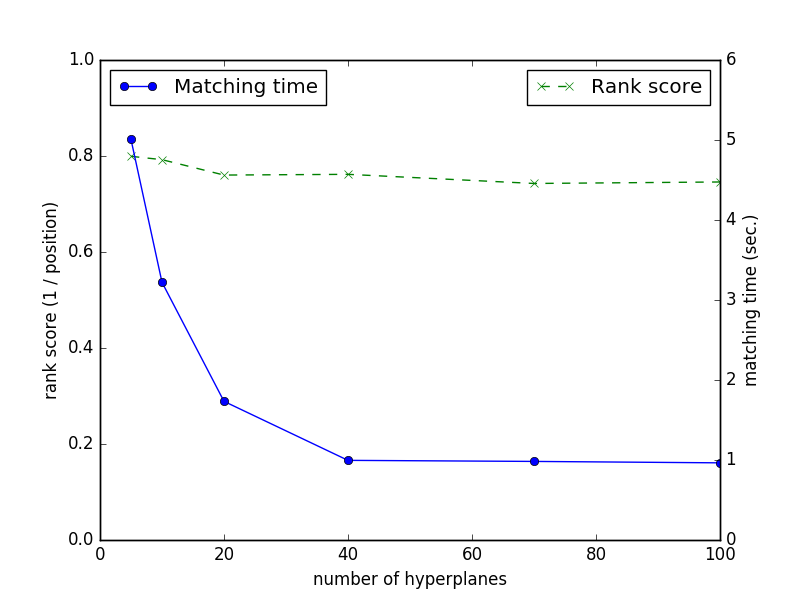 Matching time
Rank score
1.0
0.8
0.6
0.4
0.2
0.0
rank score (1 / position)
6
5
4
3
2
1
0
matching time (sec.)
0 20 40 60 80 100
number of hyperplanes